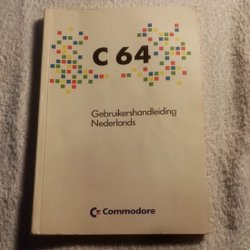 C 64
Gebruikershandleiding
Nederlands
Commodore